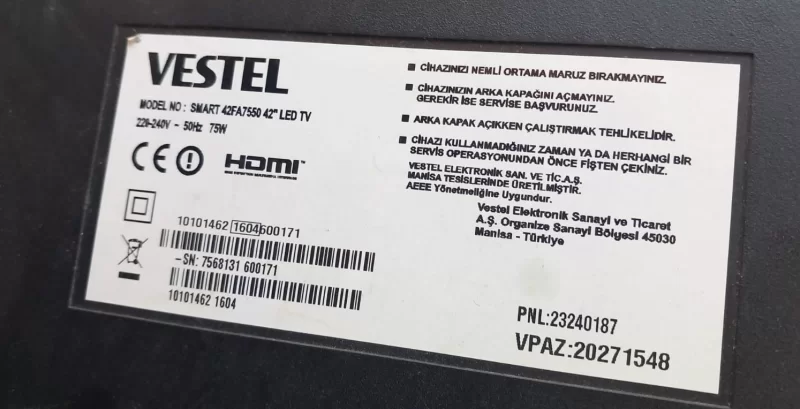 VESTEL
MODEL NO : SMART 42FA7550 42" LED TV
220-240V ~ 50Hz 75W
CE
HDMI
10101462 1604 600171
-SN: 7568131 600171
10101462 1604
■ CİHAZINIZI NEMLİ ORTAMA MARUZ BIRAKMAYINIZ.
■ CİHAZINIZIN ARKA KAPAĞINI AÇMAYINIZ.
GEREKİR İSE SERVİSE BAŞVURUNUZ.
■ ARKA KAPAK AÇIKKEN ÇALIŞTIRMAK TEHLİKELİDİR.
■ CİHAZI KULLANMADIĞINIZ ZAMAN YA DA HERHANGİ BİR
SERVİS OPERASYONUNDAN ÖNCE FİŞTEN ÇEKİNİZ.
VESTEL ELEKTRONİK SAN. VE TİC.A.Ş.
MANİSA TESİSLERİNDE ÜRETİLMİŞTİR.
AEEE Yönetmeliğine Uygundur.
Vestel Elektronik Sanayi ve Ticaret
A.Ş. Organize Sanayi Bölgesi 45030
Manisa - Türkiye
PNL:23240187
VPAZ:20271548